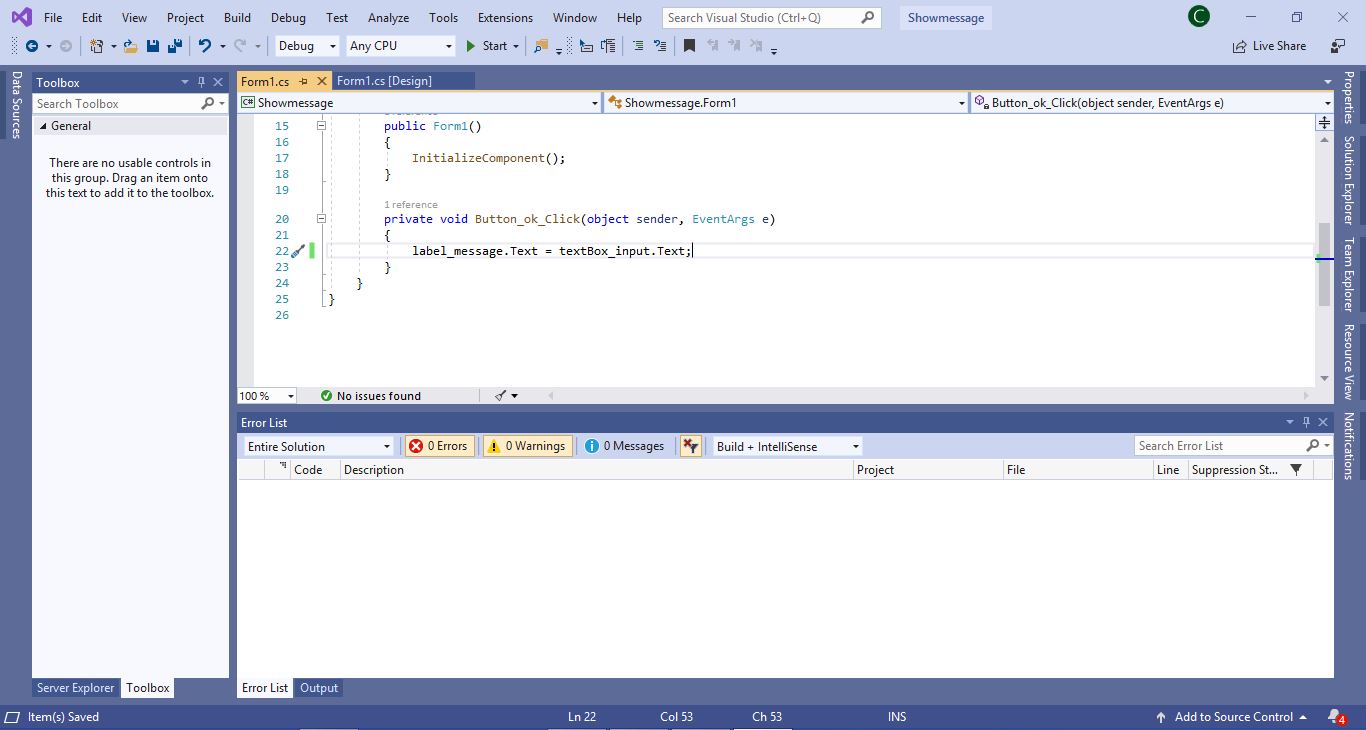 File Edit View Project Build Debug Test Analyze Tools Extensions Window Help Search Visual Studio (Ctrl+Q) Showmessage C
Debug Any CPU Start Live Share
Data Sources
Toolbox
Search Toolbox
General
There are no usable controls in
this group. Drag an item onto
this text to add it to the toolbox.
Server Explorer Toolbox
Form1.cs Form1.cs [Design]
C# Showmessage Showmessage.Form1 Button_ok_Click(object sender, EventArgs e)
15 public Form1()
16 {
17 InitializeComponent();
18 }
19
1 reference
20 private void Button_ok_Click(object sender, EventArgs e)
21 {
22 label_message.Text = textBox_input.Text;
23 }
24 }
25 }
26
100 % No issues found
Error List
Entire Solution 0 Errors 0 Warnings 0 Messages Build + IntelliSense Search Error List
Code Description Project File Line Suppression St...
Error List Output
Properties
Solution Explorer
Team Explorer
Resource View
Notifications
Item(s) Saved Ln 22 Col 53 Ch 53 INS Add to Source Control 4